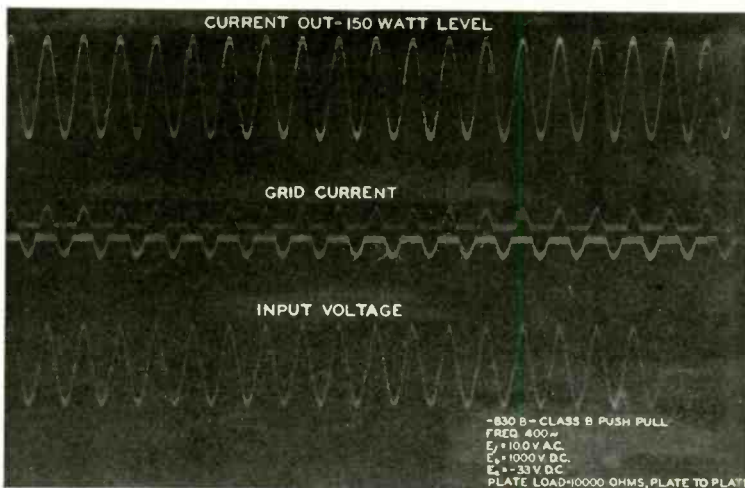 CURRENT OUT-150 WATT LEVEL
GRID CURRENT
INPUT VOLTAGE
-830 B-CLASS B PUSH PULL
FREQ. 400~
Ef=10.0 V A.C.
Eb=1000 V D.C.
Ec=-33 V D.C.
PLATE LOAD=10000 OHMS, PLATE TO PLATE